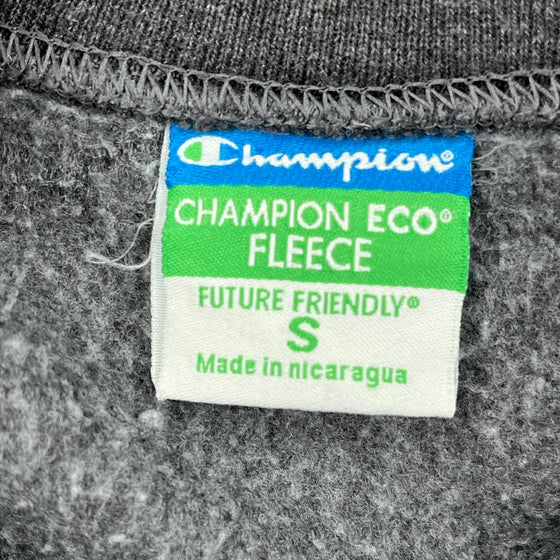 Champion®
CHAMPION ECO®
FLEECE
FUTURE FRIENDLY®
S
Made in nicaragua